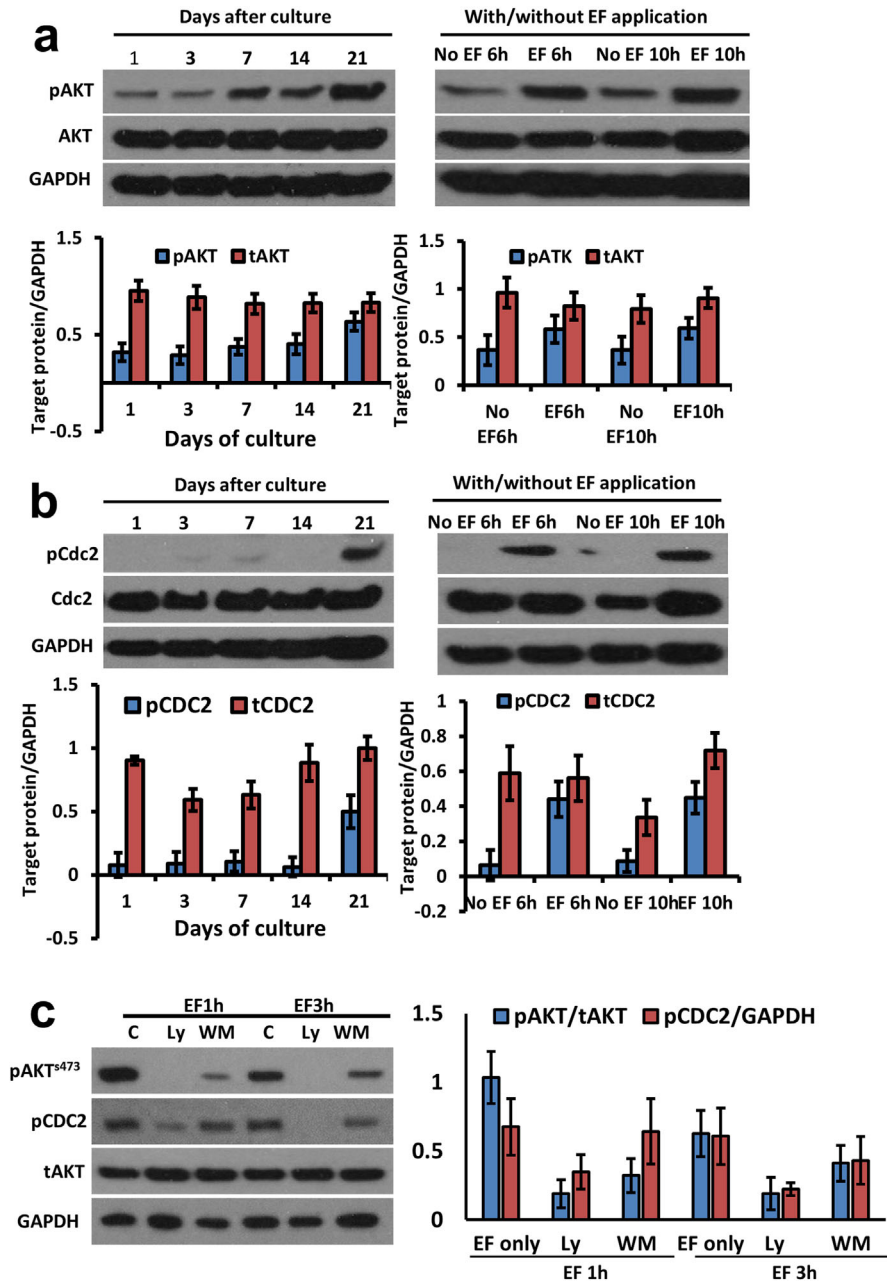 a
Days after culture
1 3 7 14 21
pAKT
AKT
GAPDH
With/without EF application
No EF 6h EF 6h No EF 10h EF 10h
Target protein/GAPDH
1.5
1
0.5
-0.5
pAKT tAKT
1 3 7 14 21
Days of culture
Target protein/GAPDH
1.5
1
0.5
0
pATK tAKT
No EF6h EF6h No EF10h EF10h
b
Days after culture
1 3 7 14 21
pCdc2
Cdc2
GAPDH
With/without EF application
No EF 6h EF 6h No EF 10h EF 10h
Target protein/GAPDH
1.5
1
0.5
0
-0.5
pCDC2 tCDC2
1 3 7 14 21
Days of culture
Target protein/GAPDH
1
0.8
0.6
0.4
0.2
0
-0.2
pCDC2 tCDC2
No EF 6h EF 6h No EF 10h EF 10h
c
EF1h EF3h
C Ly WM C Ly WM
pAKTs473
pCDC2
tAKT
GAPDH
1.5
1
0.5
0
pAKT/tAKT pCDC2/GAPDH
EF only Ly WM EF only Ly WM
EF 1h EF 3h